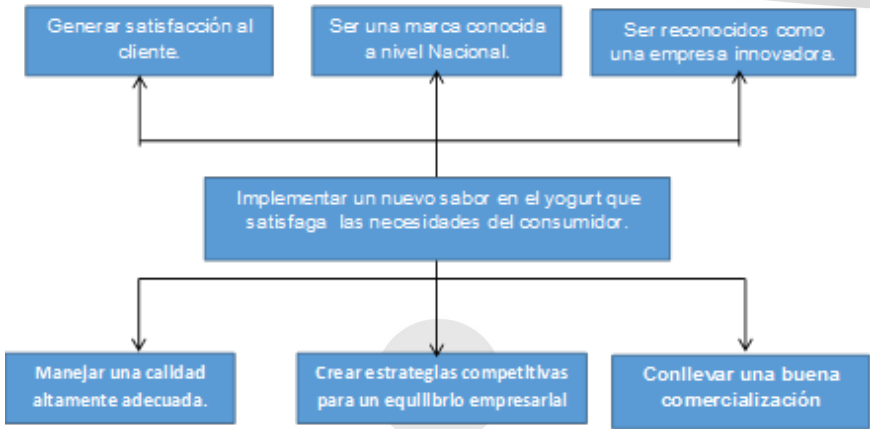 Generar satisfacción al
cliente.
Ser una marca conocida
a nivel Nacional.
Ser reconocidos como
una empresa innovadora.
Implementar un nuevo sabor en el yogurt que
satisfaga las necesidades del consumidor.
Manejar una calidad
altamente adecuada.
Crear estrategias competitivas
para un equilibrio empresarial
Conllevar una buena
comercialización